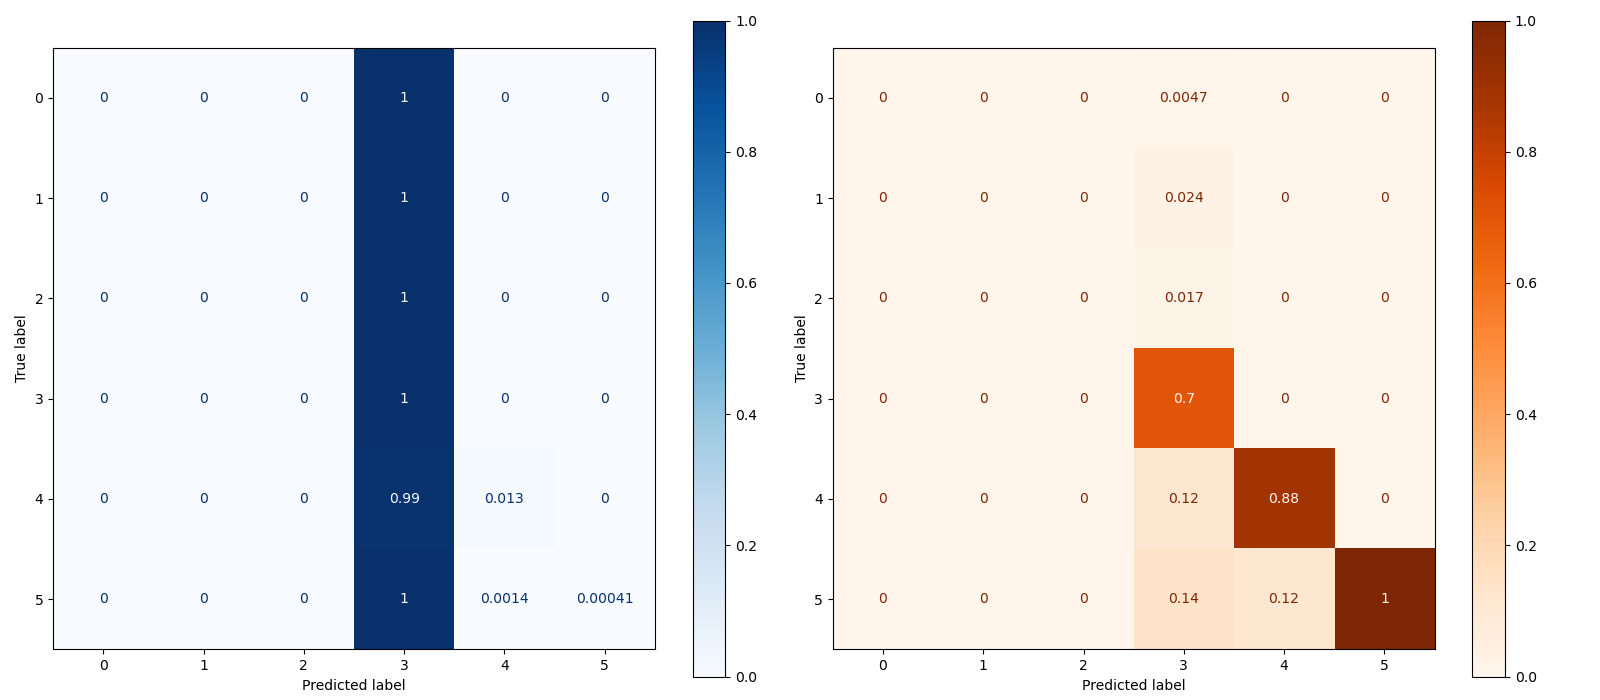 1.0
0 0 0 0 1 0 0
0.8
1 0 0 0 1 0 0
0.6
2 0 0 0 1 0 0
True label
3 0 0 0 1 0 0
0.4
4 0 0 0 0.99 0.013 0
0.2
5 0 0 0 1 0.0014 0.00041
0 1 2 3 4 5
0.0
Predicted label
1.0
0 0 0 0 0.0047 0 0
0.8
1 0 0 0 0.024 0 0
0.6
2 0 0 0 0.017 0 0
True label
3 0 0 0 0.7 0 0
0.4
4 0 0 0 0.12 0.88 0
0.2
5 0 0 0 0.14 0.12 1
0 1 2 3 4 5
0.0
Predicted label